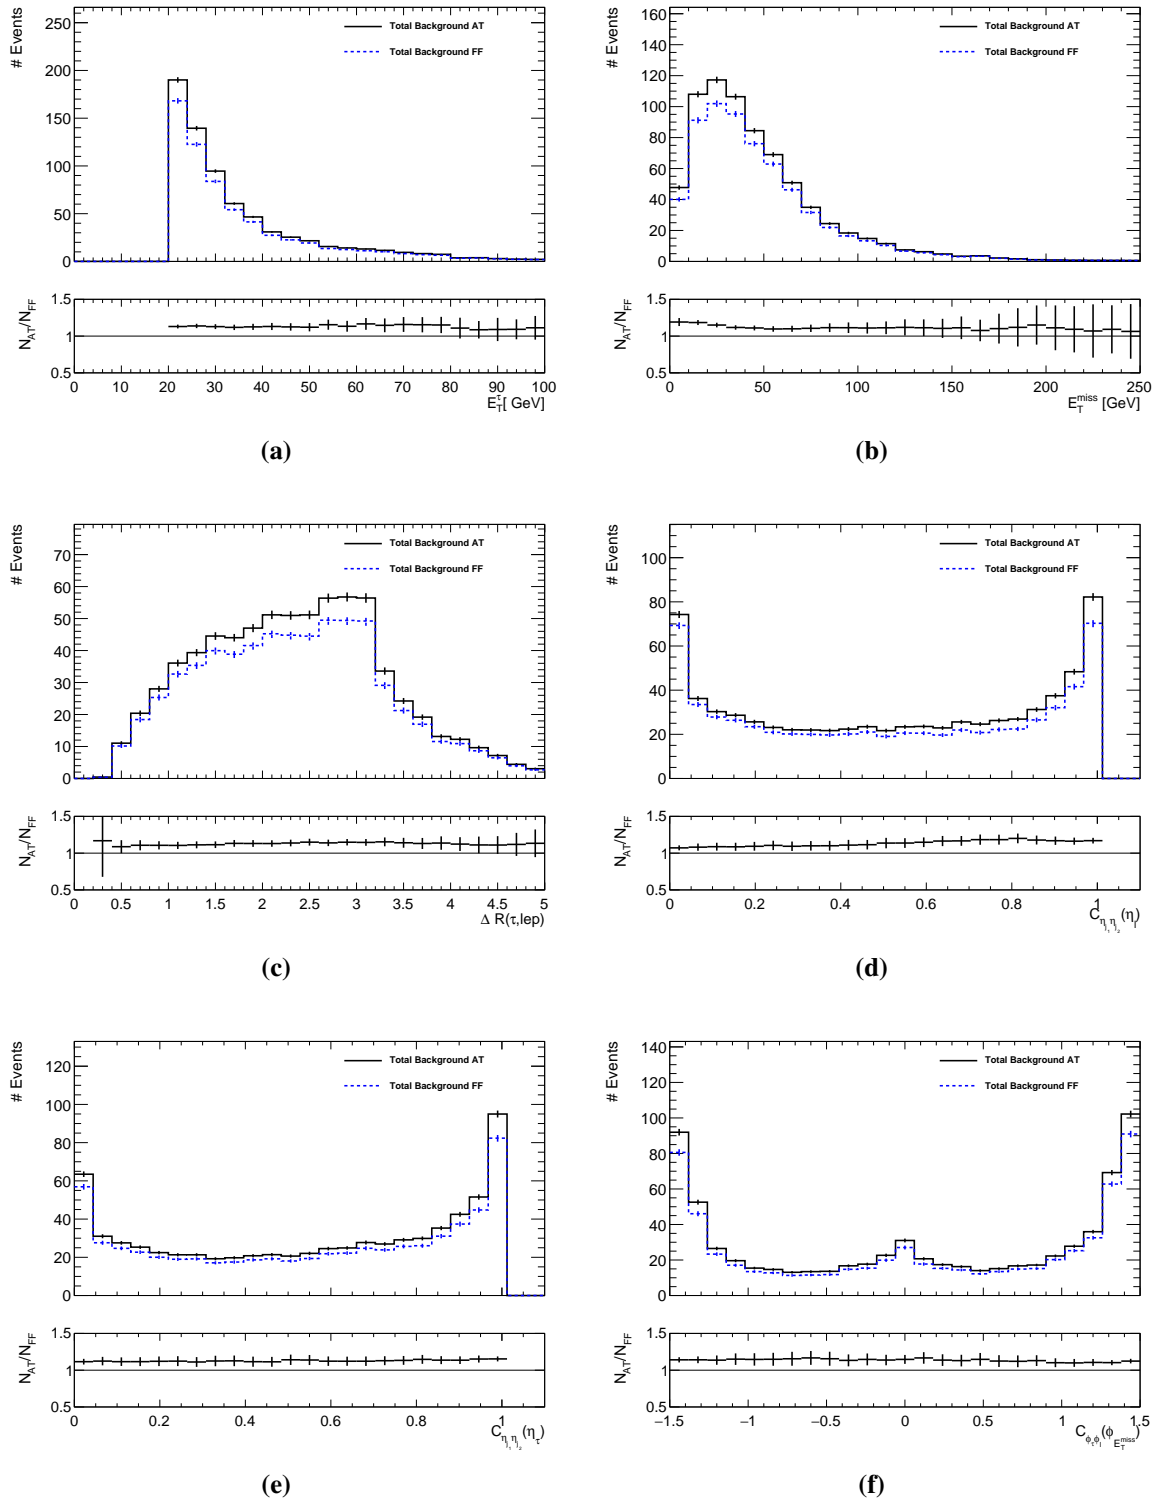 # Events
250
200
150
100
50
0
Total Background AT
Total Background FF
N_AT/N_FF
1.5
1
0.5
0 10 20 30 40 50 60 70 80 90 100
E_T^τ[ GeV]
(a)
# Events
160
140
120
100
80
60
40
20
0
Total Background AT
Total Background FF
N_AT/N_FF
1.5
1
0.5
0 50 100 150 200 250
E_T^miss [GeV]
(b)
# Events
70
60
50
40
30
20
10
0
Total Background AT
Total Background FF
N_AT/N_FF
1.5
1
0.5
0 0.5 1 1.5 2 2.5 3 3.5 4 4.5 5
Δ R(τ,lep)
(c)
# Events
100
80
60
40
20
0
Total Background AT
Total Background FF
N_AT/N_FF
1.5
1
0.5
0 0.2 0.4 0.6 0.8 1
C_η_j₁,η_j₂(η_l)
(d)
# Events
120
100
80
60
40
20
0
Total Background AT
Total Background FF
N_AT/N_FF
1.5
1
0.5
0 0.2 0.4 0.6 0.8 1
C_η_j₁,η_j₂(η_τ)
(e)
# Events
140
120
100
80
60
40
20
0
Total Background AT
Total Background FF
N_AT/N_FF
1.5
1
0.5
−1.5 −1 −0.5 0 0.5 1 1.5
C_φ_τ,φ_l(φ_E_T^miss)
(f)